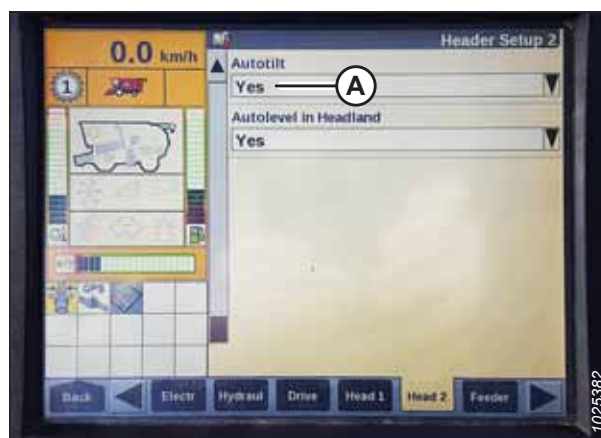 0.0 km/h
Header Setup 2
1
Autotilt
Yes
A
Autolevel in Headland
Yes
GPS
Back
Electr
Hydraul
Drive
Head 1
Head 2
Feeder
1025382